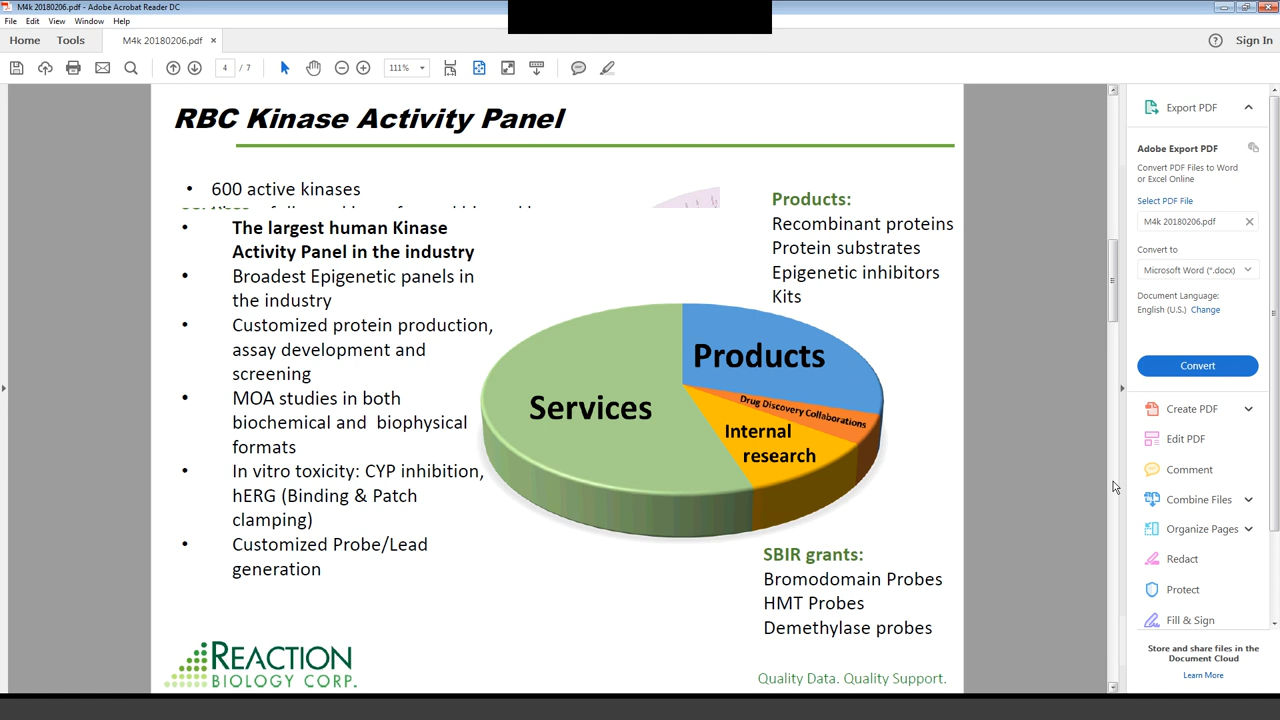 M4k 20180206.pdf - Adobe Acrobat Reader DC
File Edit View Window Help
Home Tools M4k 20180206.pdf × Sign In
4 / 7 111%
RBC Kinase Activity Panel
• 600 active kinases
• The largest human Kinase
Activity Panel in the industry
• Broadest Epigenetic panels in
the industry
• Customized protein production,
assay development and
screening
• MOA studies in both
biochemical and biophysical
formats
• In vitro toxicity: CYP inhibition,
hERG (Binding & Patch
clamping)
• Customized Probe/Lead
generation
Products:
Recombinant proteins
Protein substrates
Epigenetic inhibitors
Kits
Products
Services
Drug Discovery Collaborations
Internal
research
SBIR grants:
Bromodomain Probes
HMT Probes
Demethylase probes
REACTION
BIOLOGY CORP.
Quality Data. Quality Support.
Export PDF
Adobe Export PDF
Convert PDF Files to Word
or Excel Online
Select PDF File
M4k 20180206.pdf
Convert to
Microsoft Word (*.docx)
Document Language:
English (U.S.) Change
Convert
Create PDF
Edit PDF
Comment
Combine Files
Organize Pages
Redact
Protect
Fill & Sign
Store and share files in the
Document Cloud
Learn More